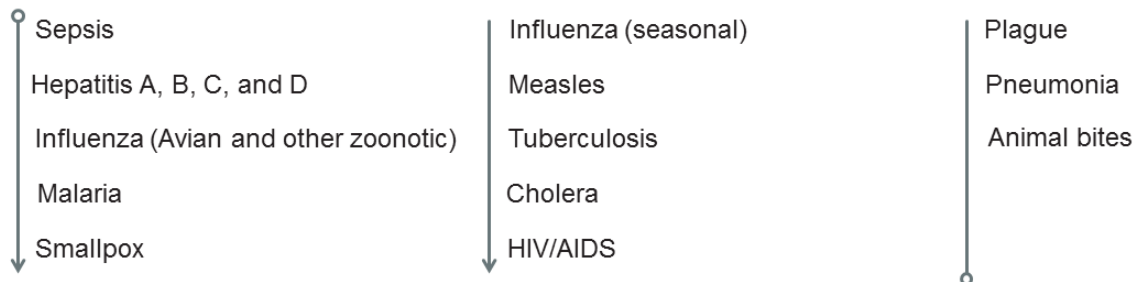 Sepsis
Hepatitis A, B, C, and D
Influenza (Avian and other zoonotic)
Malaria
Smallpox
Influenza (seasonal)
Measles
Tuberculosis
Cholera
HIV/AIDS
Plague
Pneumonia
Animal bites